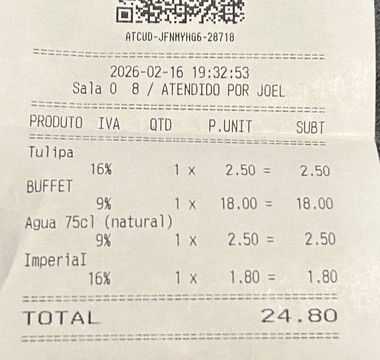 ATCUD-JFNMYHG6-28718
2026-02-16 19:32:53
Sala 0 8 / ATENDIDO POR JOEL
PRODUTO IVA QTD P.UNIT SUBT
Tulipa
16% 1 x 2.50 = 2.50
BUFFET
9% 1 x 18.00 = 18.00
Agua 75cl (natural)
9% 1 x 2.50 = 2.50
Imperial
16% 1 x 1.80 = 1.80
TOTAL 24.80